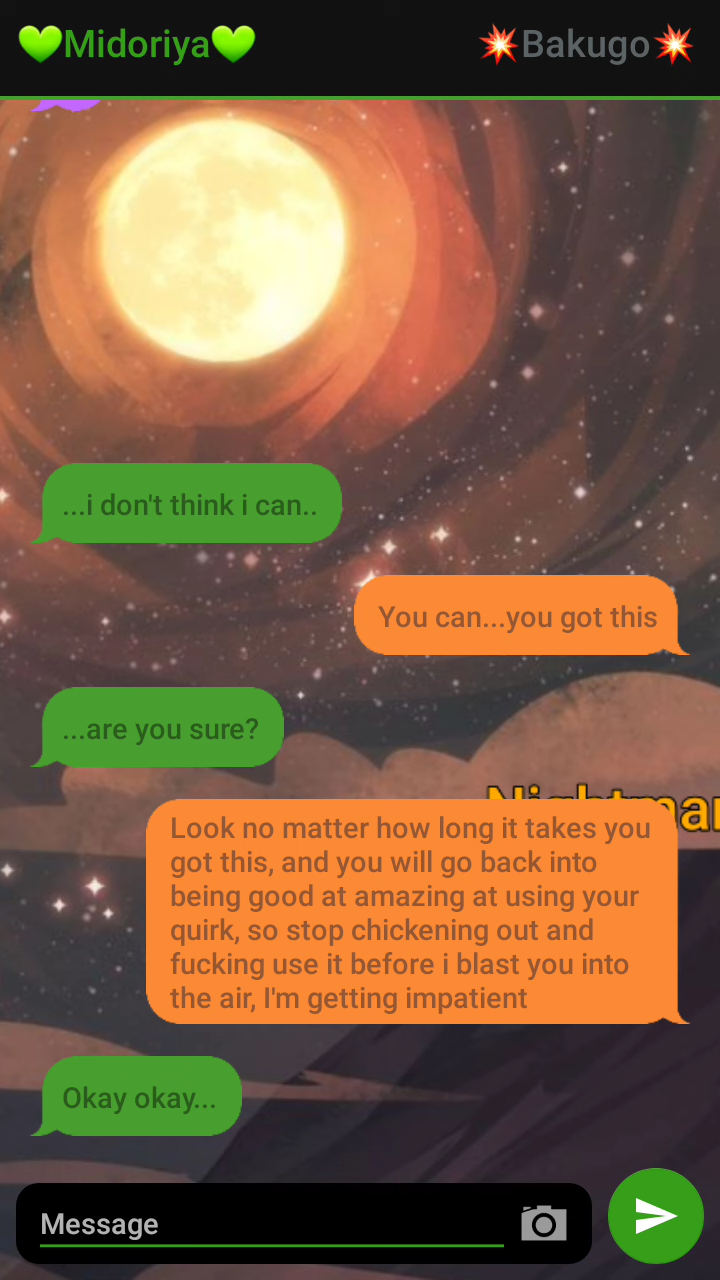 💚Midoriya💚 💥Bakugo💥
...i don't think i can..
You can...you got this
...are you sure?
Look no matter how long it takes you
got this, and you will go back into
being good at amazing at using your
quirk, so stop chickening out and
fucking use it before i blast you into
the air, I'm getting impatient
Okay okay...
Message